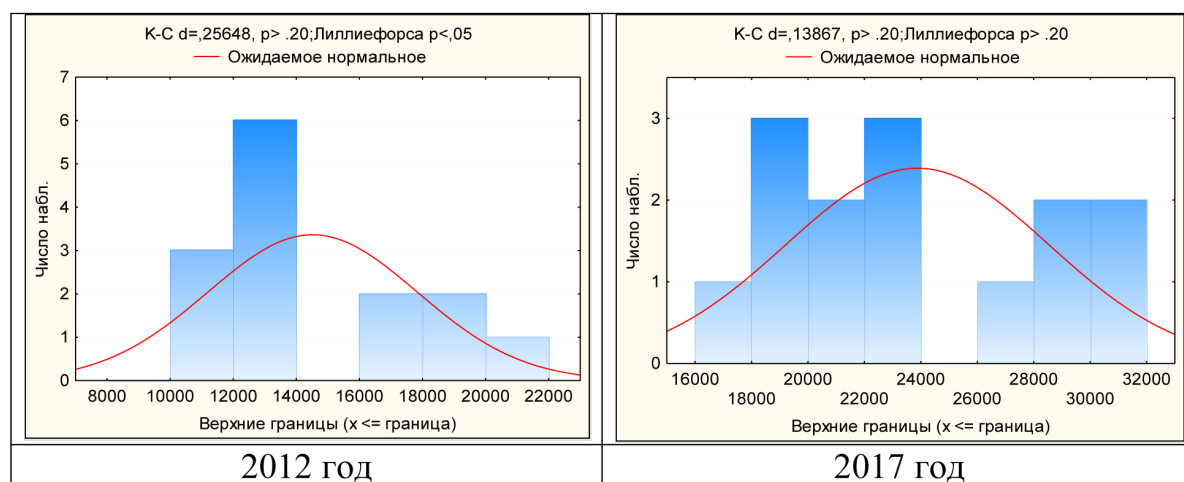 K-C d=,25648, p> .20;Лиллиефорса p<,05
Ожидаемое нормальное
7
6
5
4
3
2
1
0
Число набл.
8000 10000 12000 14000 16000 18000 20000 22000
Верхние границы (x <= граница)
2012 год
K-C d=,13867, p> .20;Лиллиефорса p> .20
Ожидаемое нормальное
3
2
1
0
Число набл.
16000 20000 24000 28000 32000
18000 22000 26000 30000
Верхние границы (x <= граница)
2017 год